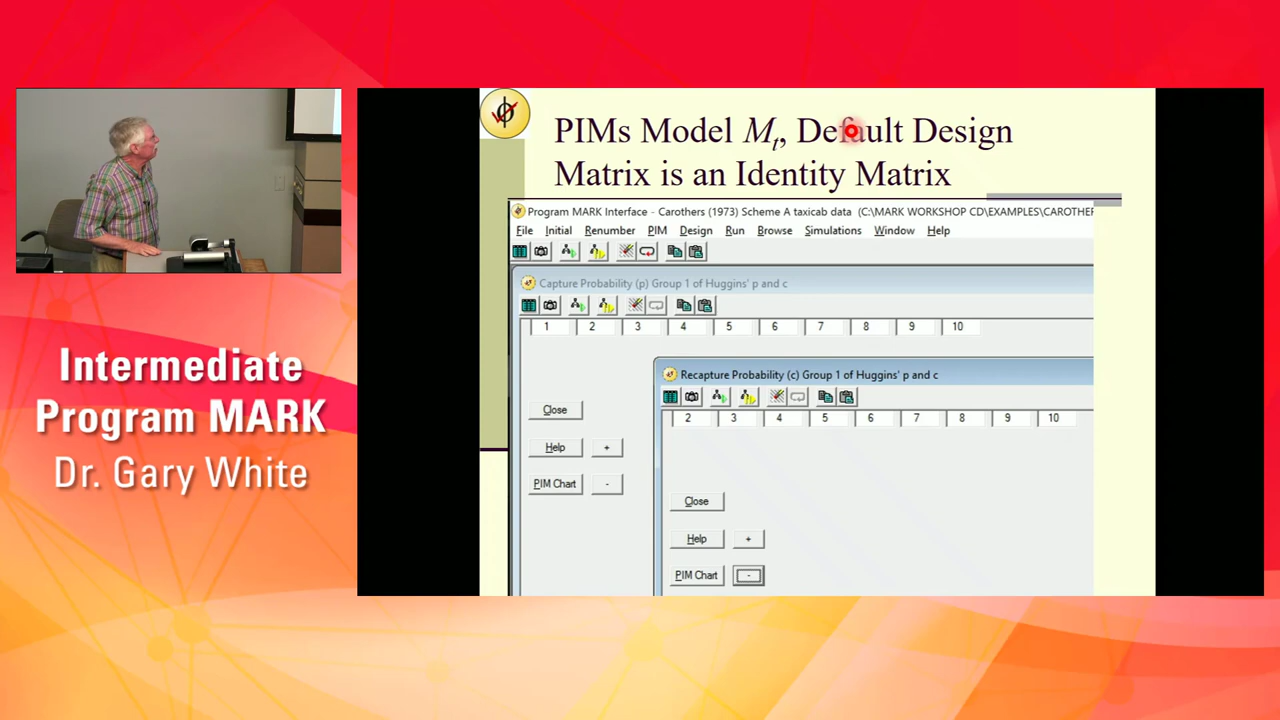 Intermediate
Program MARK
Dr. Gary White
PIMs Model Mt, Default Design
Matrix is an Identity Matrix
Program MARK Interface - Carothers (1973) Scheme A taxicab data (C:\MARK WORKSHOP CD\EXAMPLES\CAROTHER
File Initial Renumber PIM Design Run Browse Simulations Window Help
Capture Probability (p) Group 1 of Huggins' p and c
1 2 3 4 5 6 7 8 9 10
Close
Help +
PIM Chart -
Recapture Probability (c) Group 1 of Huggins' p and c
2 3 4 5 6 7 8 9 10
Close
Help +
PIM Chart -